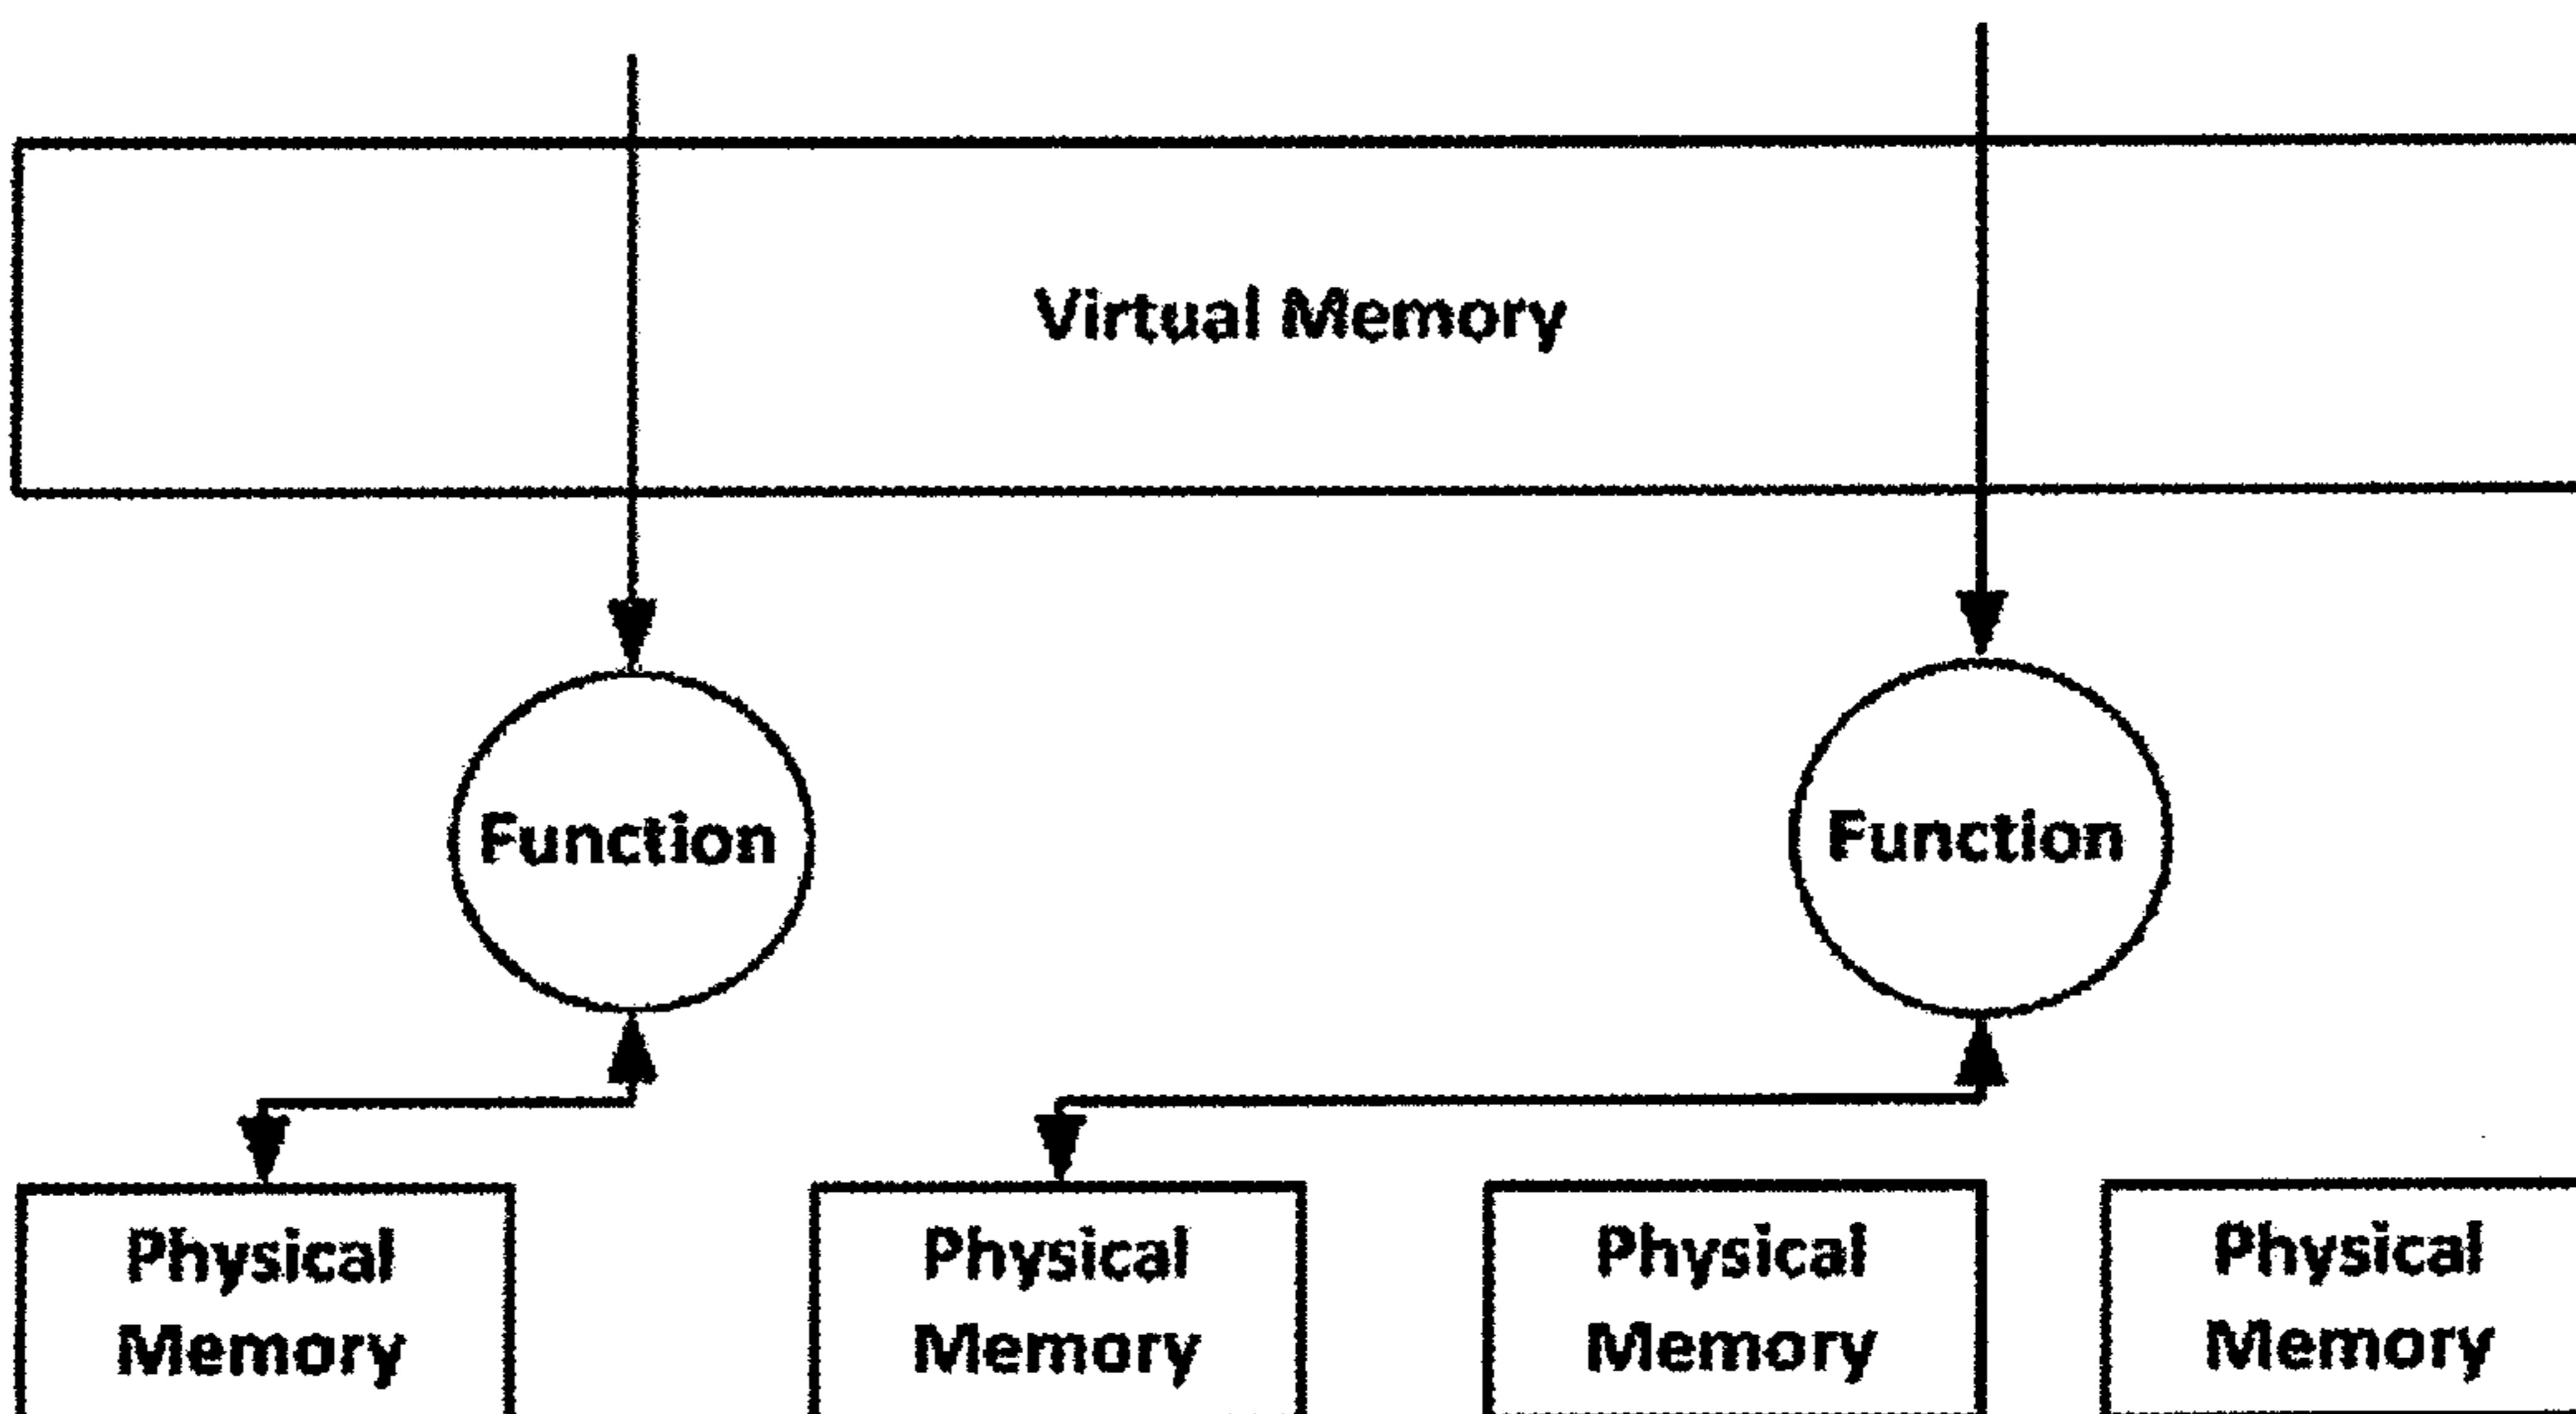 Virtual Memory
Function
Function
Physical
Memory
Physical
Memory
Physical
Memory
Physical
Memory